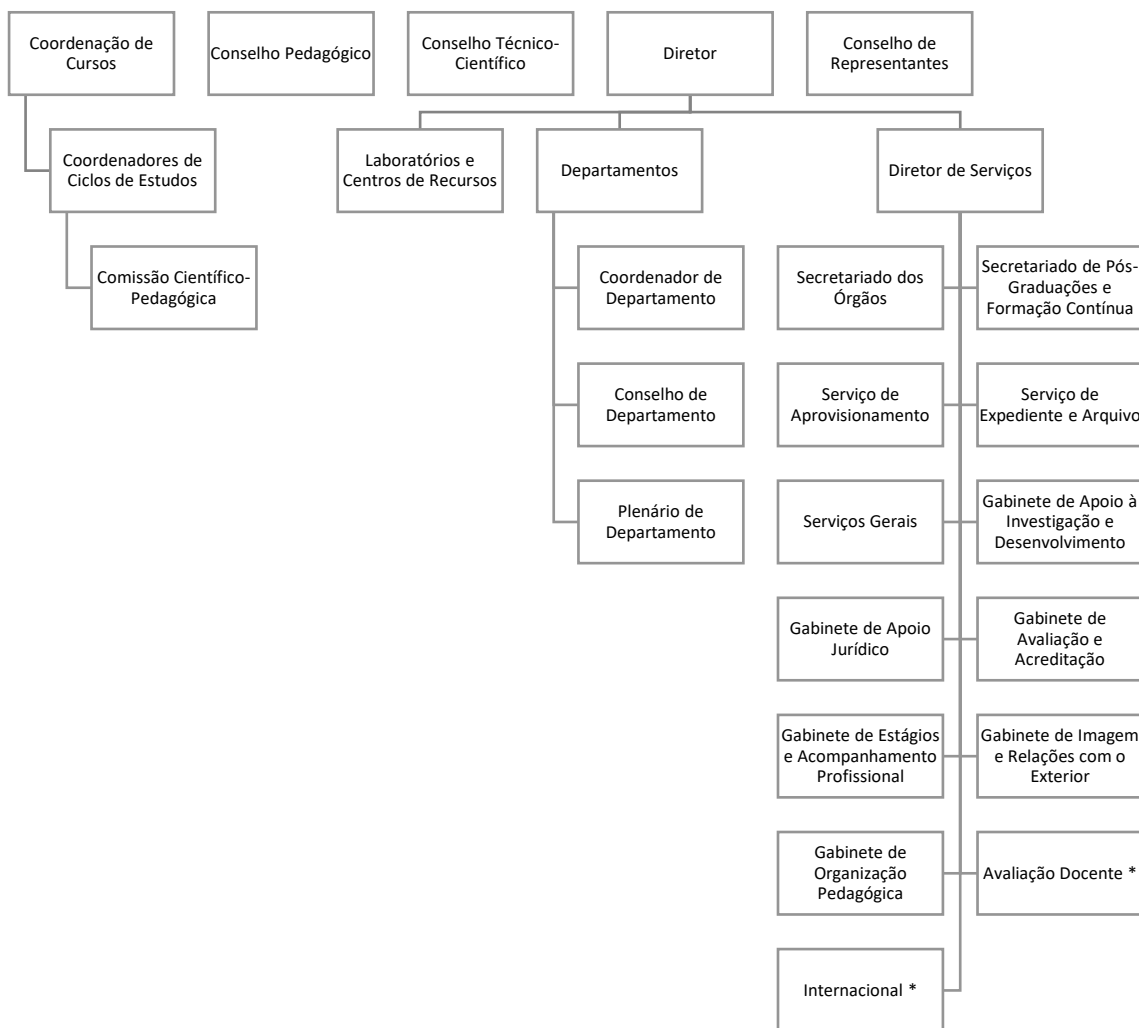 Coordenação de
Cursos
Conselho Pedagógico
Conselho Técnico-
Científico
Diretor
Conselho de
Representantes
Coordenadores de
Ciclos de Estudos
Laboratórios e
Centros de Recursos
Departamentos
Diretor de Serviços
Comissão Científico-
Pedagógica
Coordenador de
Departamento
Secretariado dos
Órgãos
Secretariado de Pós-
Graduações e
Formação Contínua
Conselho de
Departamento
Serviço de
Aprovisionamento
Serviço de
Expediente e Arquivo
Plenário de
Departamento
Serviços Gerais
Gabinete de Apoio à
Investigação e
Desenvolvimento
Gabinete de Apoio
Jurídico
Gabinete de
Avaliação e
Acreditação
Gabinete de Estágios
e Acompanhamento
Profissional
Gabinete de Imagem
e Relações com o
Exterior
Gabinete de
Organização
Pedagógica
Avaliação Docente *
Internacional *